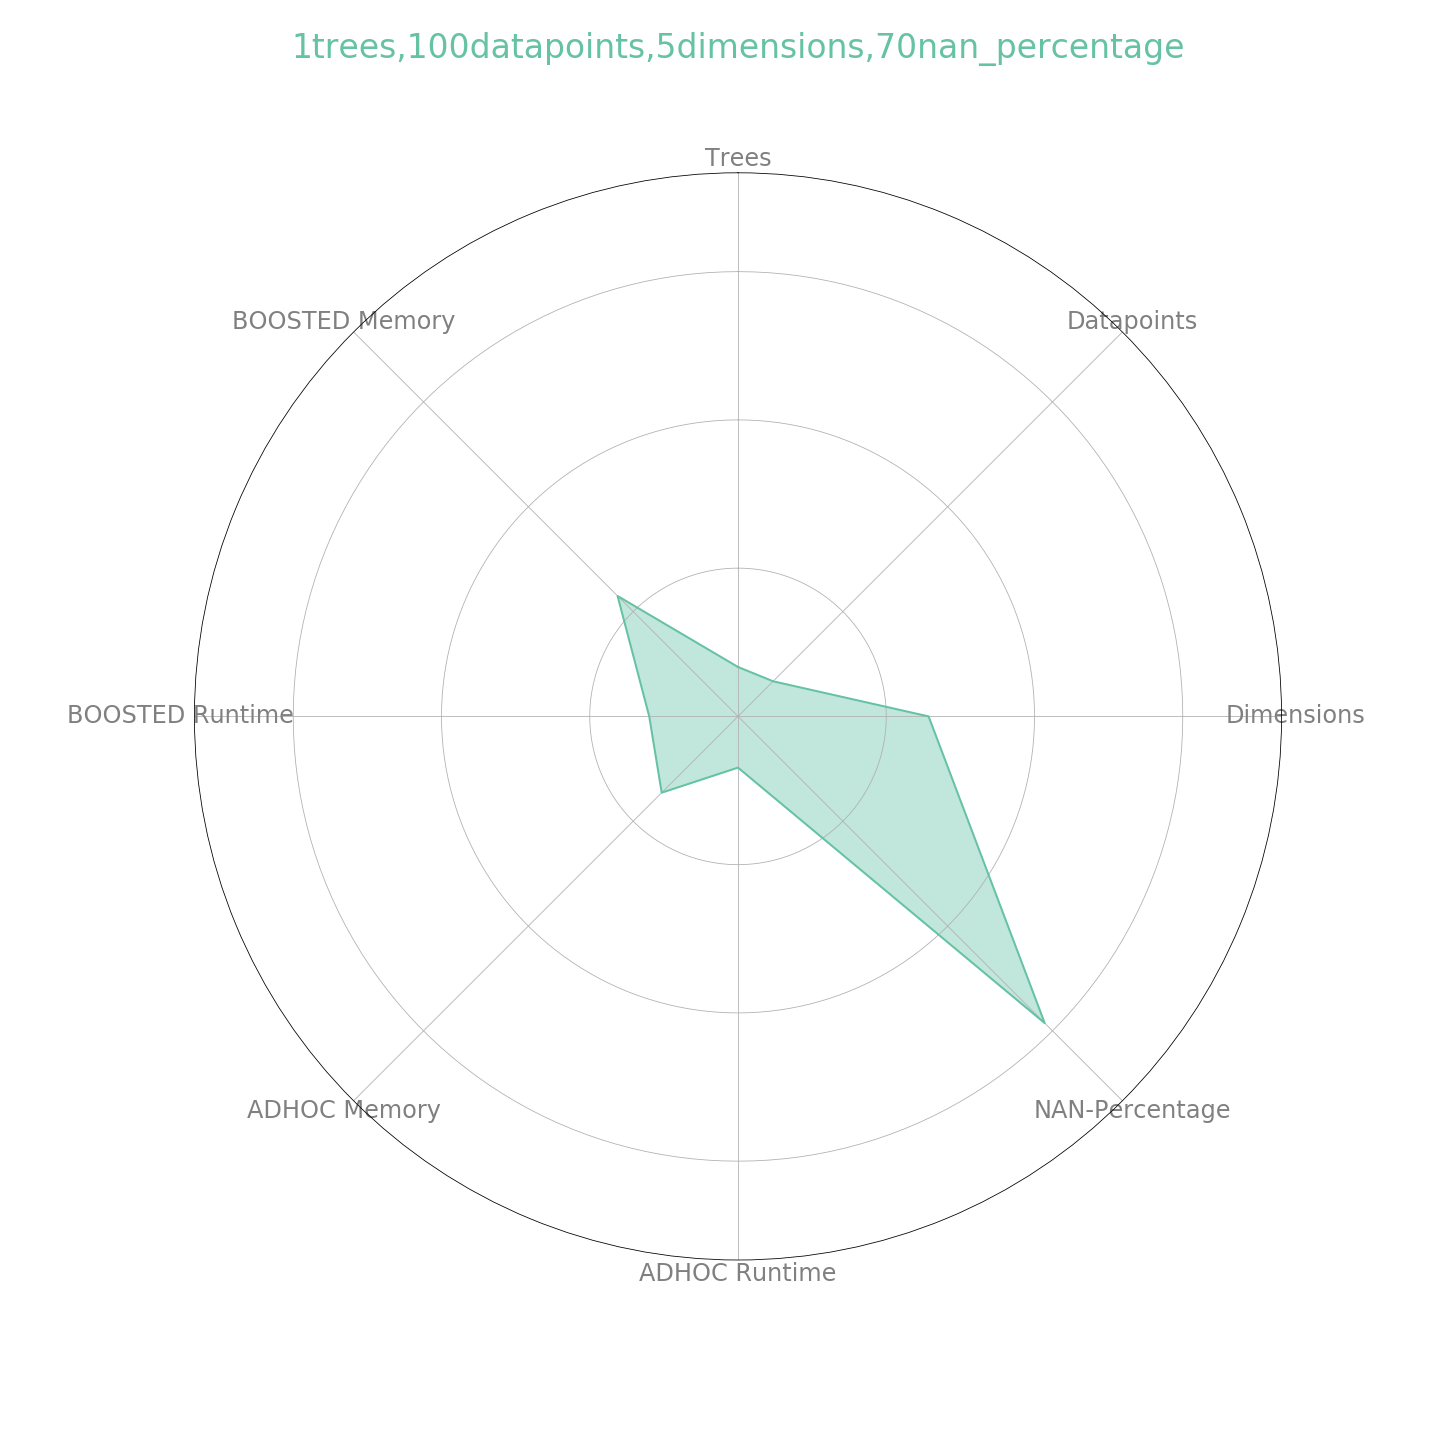 1trees,100datapoints,5dimensions,70nan_percentage
Trees
BOOSTED Memory
Datapoints
BOOSTED Runtime
Dimensions
ADHOC Memory
NAN-Percentage
ADHOC Runtime